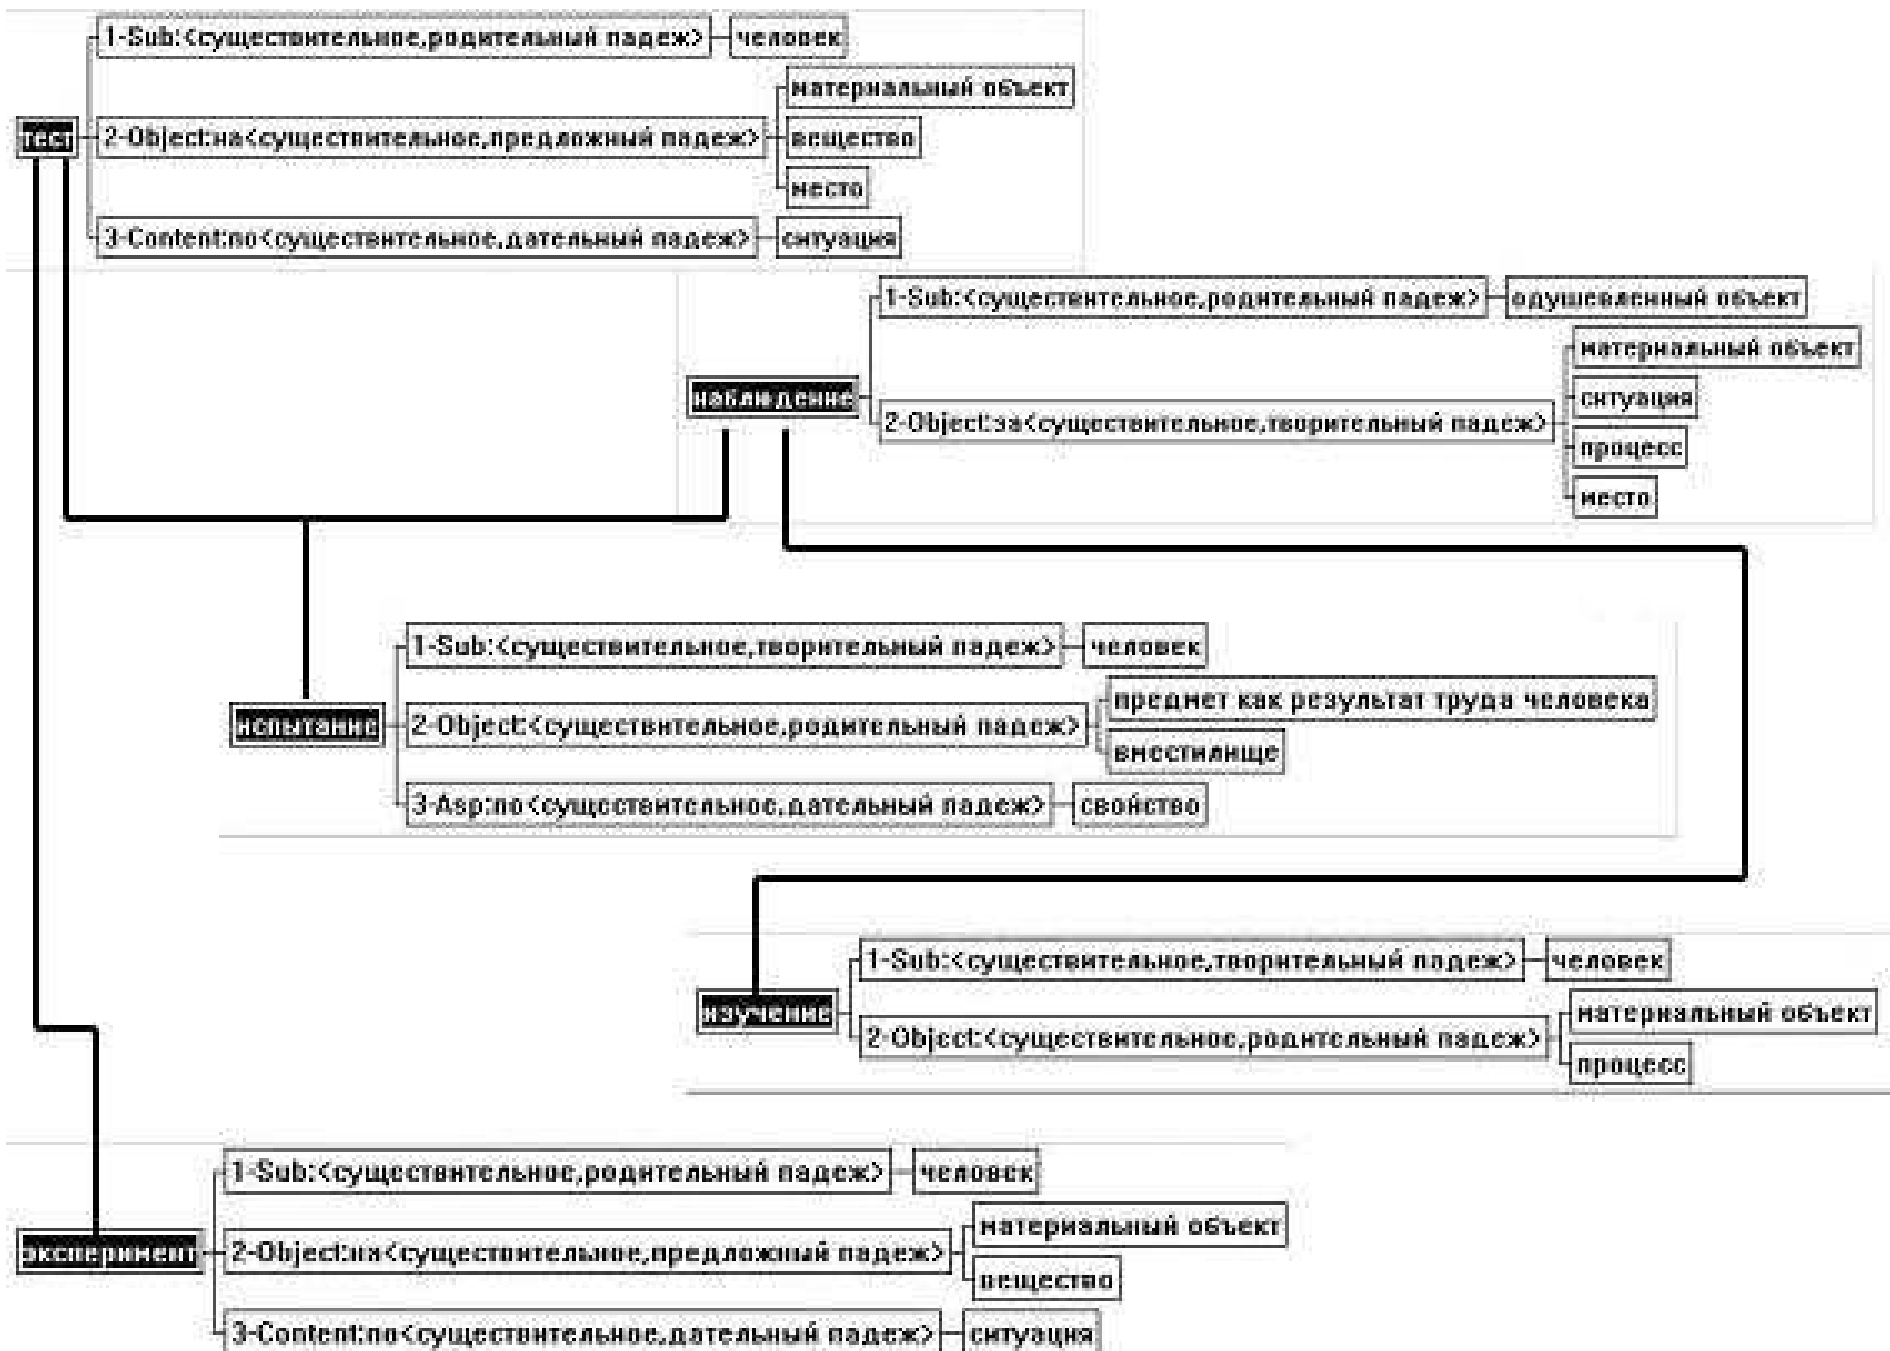 1-Sub:<существительное,родительный падеж>
человек
материальный объект
тест
2-Object:на<существительное,предложный падеж>
вещество
место
3-Content:по<существительное,дательный падеж>
ситуация
1-Sub:<существительное,родительный падеж>
одушевленный объект
материальный объект
наблюдение
ситуация
2-Object:за<существительное,творительный падеж>
процесс
место
1-Sub:<существительное,творительный падеж>
человек
предмет как результат труда человека
испытание
2-Object:<существительное,родительный падеж>
вместилище
3-Asp:по<существительное,дательный падеж>
свойство
1-Sub:<существительное,творительный падеж>
человек
изучение
материальный объект
2-Object:<существительное,родительный падеж>
процесс
1-Sub:<существительное,родительный падеж>
человек
материальный объект
эксперимент
2-Object:на<существительное,предложный падеж>
вещество
3-Content:по<существительное,дательный падеж>
ситуация